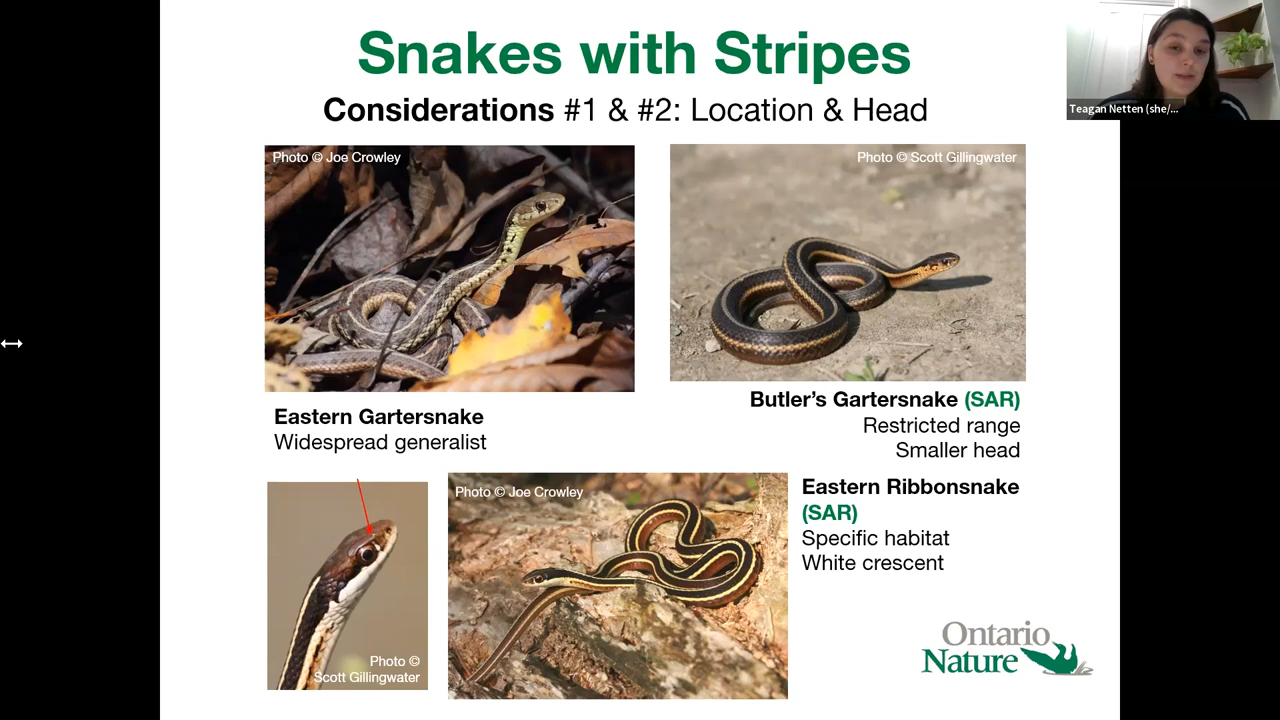 Snakes with Stripes
Considerations #1 & #2: Location & Head
Teagan Netten (she/...
Photo © Joe Crowley
Photo © Scott Gillingwater
Eastern Gartersnake
Widespread generalist
Butler’s Gartersnake (SAR)
Restricted range
Smaller head
Photo ©
Scott Gillingwater
Photo © Joe Crowley
Eastern Ribbonsnake
(SAR)
Specific habitat
White crescent
Ontario
Nature